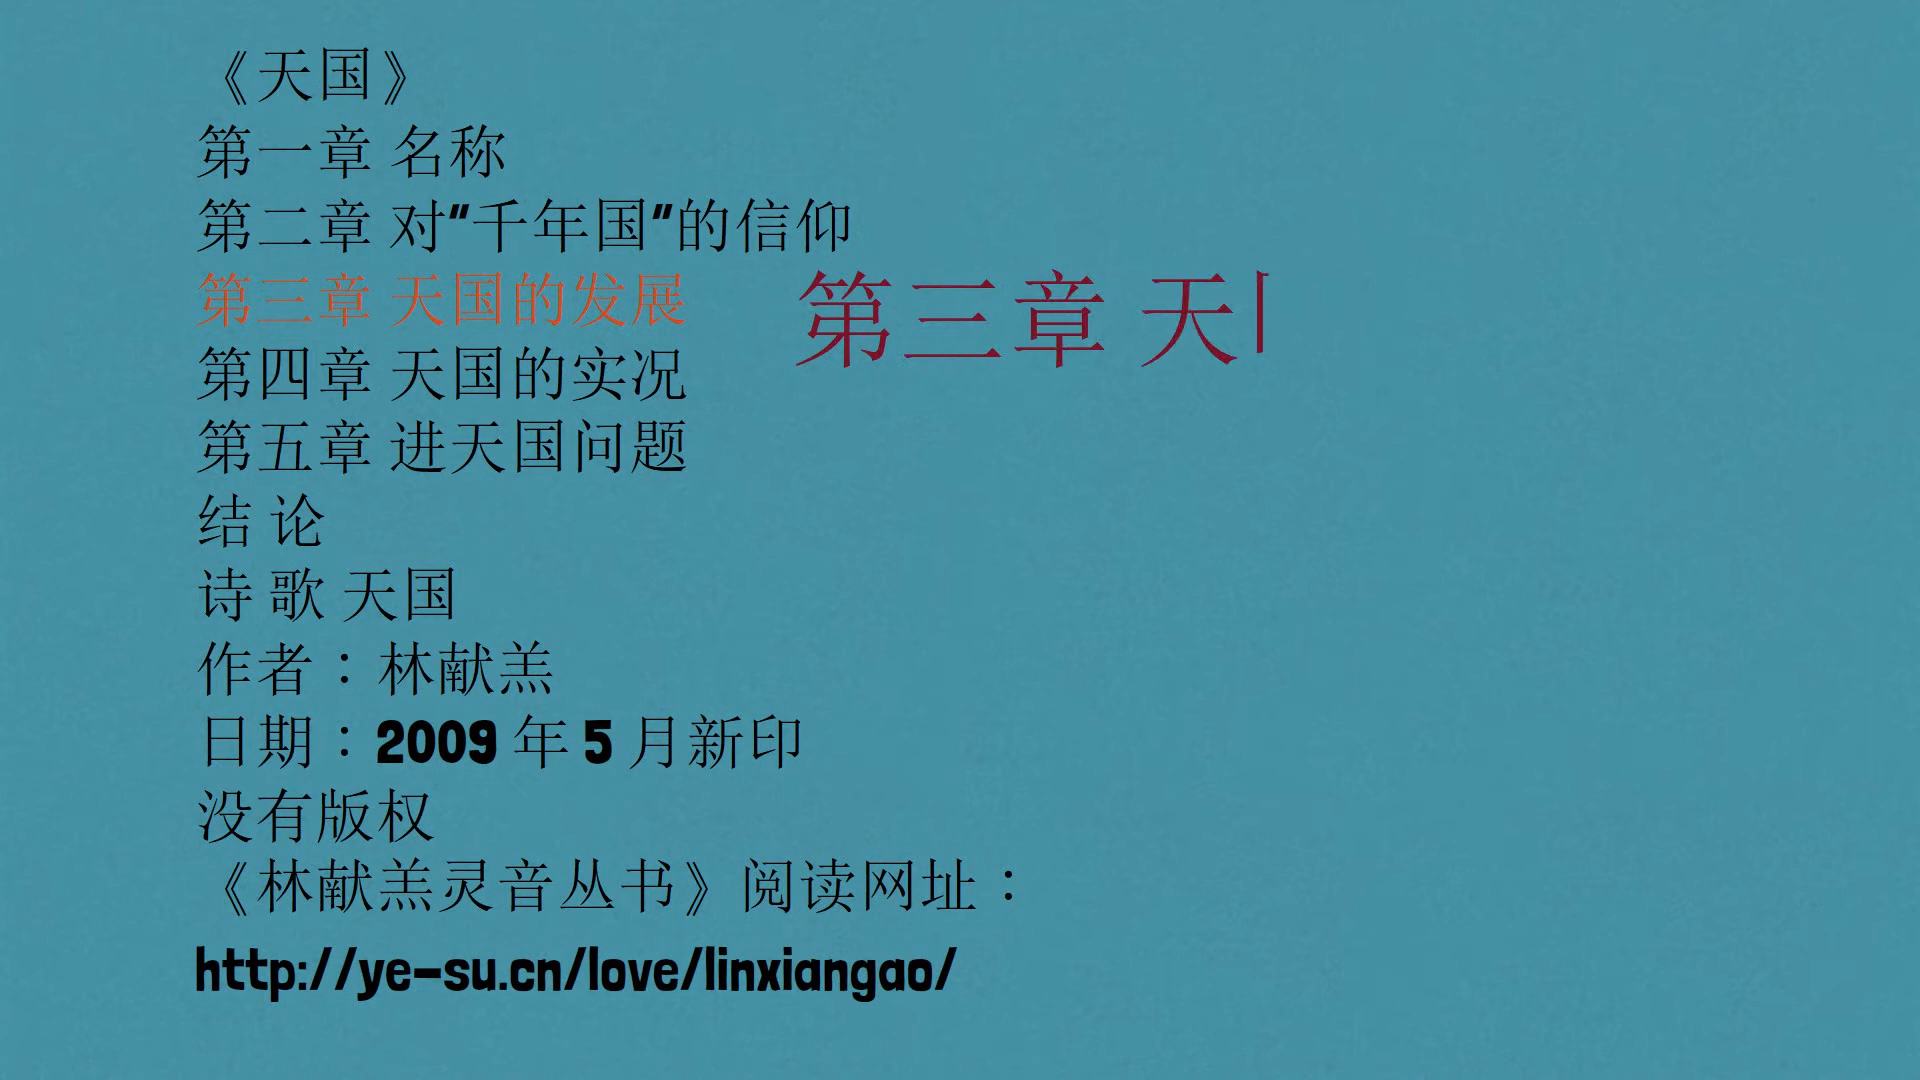 《天国》
第一章 名称
第二章 对"千年国"的信仰
第三章 天国的发展
第三章 天
第四章 天国的实况
第五章 进天国问题
结 论
诗 歌 天国
作者：林献羔
日期：2009 年 5 月新印
没有版权
《林献羔灵音丛书》阅读网址：
http://ye-su.cn/love/linxiangao/